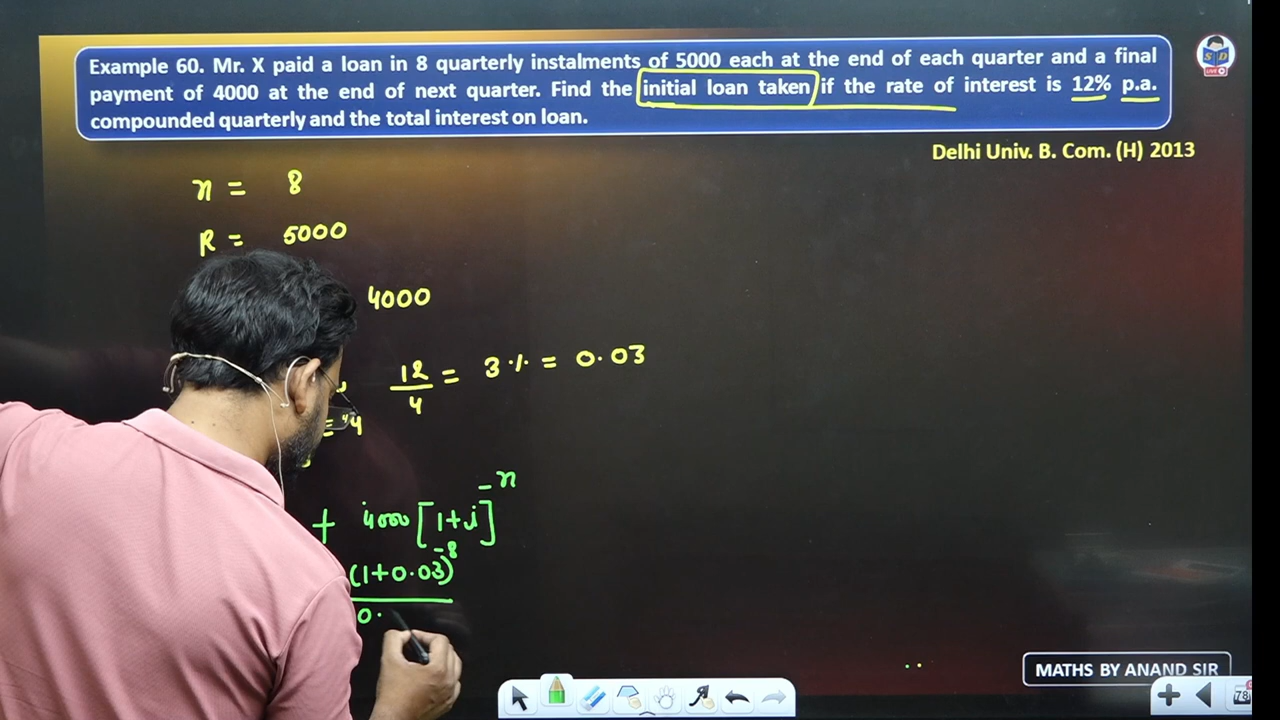 Example 60. Mr. X paid a loan in 8 quarterly instalments of 5000 each at the end of each quarter and a final
payment of 4000 at the end of next quarter. Find the initial loan taken if the rate of interest is 12% p.a.
compounded quarterly and the total interest on loan.
Delhi Univ. B. Com. (H) 2013
n = 8
R = 5000
4000
12/4 = 3% = 0.03
= 4
+ 4000 [1+j]^-n
(1+0.03)^-8
0.
MATHS BY ANAND SIR